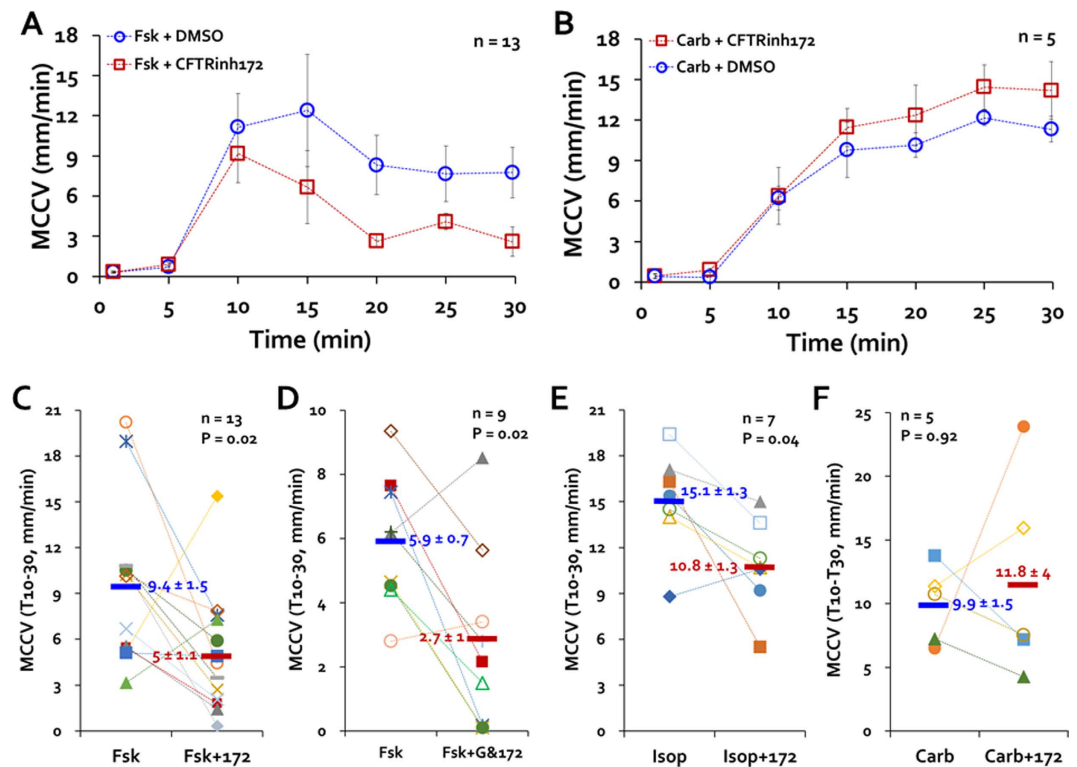 A
Fsk + DMSO
Fsk + CFTRinh172
n = 13
MCCV (mm/min)
18
15
12
9
6
3
0
0 5 10 15 20 25 30
Time (min)
B
Carb + CFTRinh172
Carb + DMSO
n = 5
MCCV (mm/min)
18
15
12
9
6
3
0
0 5 10 15 20 25 30
Time (min)
C
n = 13
P = 0.02
MCCV (T10-30, mm/min)
21
18
15
12
9
6
3
0
9.4 ± 1.5
5 ± 1.1
Fsk Fsk+172
D
n = 9
P = 0.02
MCCV (T10-30, mm/min)
10
8
6
4
2
0
5.9 ± 0.7
2.7 ± 1
Fsk Fsk+G&172
E
n = 7
P = 0.04
MCCV (T10-30, mm/min)
21
18
15
12
9
6
3
0
15.1 ± 1.3
10.8 ± 1.3
Isop Isop+172
F
n = 5
P = 0.92
MCCV (T10-T30, mm/min)
25
20
15
10
5
0
9.9 ± 1.5
11.8 ± 4
Carb Carb+172